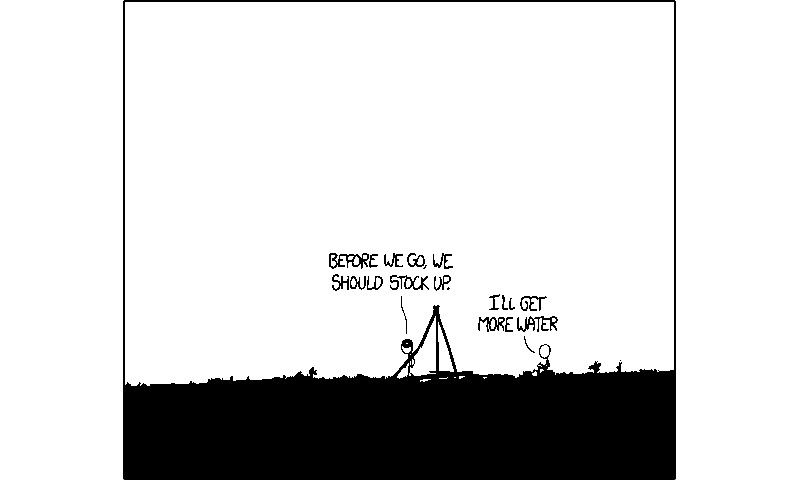 BEFORE WE GO, WE
SHOULD STOCK UP.
I'LL GET
MORE WATER